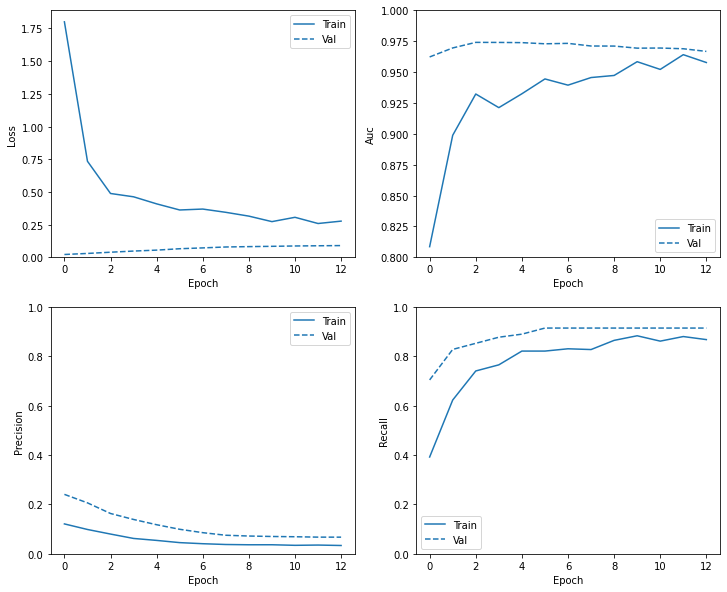 Loss
1.75
1.50
1.25
1.00
0.75
0.50
0.25
0.00
0 2 4 6 8 10 12
Epoch
Train
Val
Auc
1.000
0.975
0.950
0.925
0.900
0.875
0.850
0.825
0.800
0 2 4 6 8 10 12
Epoch
Train
Val
Precision
1.0
0.8
0.6
0.4
0.2
0.0
0 2 4 6 8 10 12
Epoch
Train
Val
Recall
1.0
0.8
0.6
0.4
0.2
0.0
0 2 4 6 8 10 12
Epoch
Train
Val